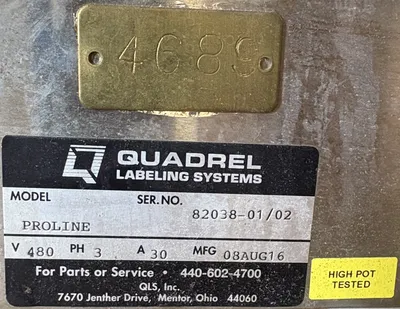 4689
QUADREL
LABELING SYSTEMS
MODEL SER. NO.
PROLINE 82038-01/02
V 480 PH 3 A 30 MFG 08AUG16
For Parts or Service • 440-602-4700
QLS, Inc.
7670 Jenther Drive, Mentor, Ohio 44060
HIGH POT
TESTED